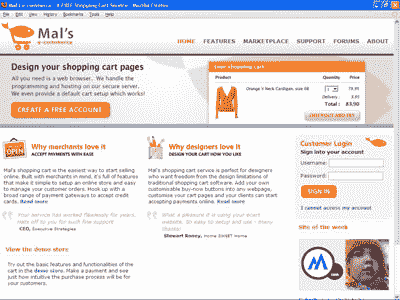 Mal's e-commerce - A FREE Shopping Cart Service - Mozilla Firefox
File Edit View History Bookmarks Tools Help
Mal's
e-commerce
HOME FEATURES MARKETPLACE SUPPORT FORUMS ABOUT
Design your shopping cart pages
All you need is a web browser. We handle the
programming and hosting on our secure server.
We even provide a default cart setup which works!
CREATE A FREE ACCOUNT
Your shopping cart
Product Quantity Price
Orange V Neck Cardigan, size 08 1 79.95
Delivery 3.95
Total: 83.90
Why merchants love it
ACCEPT PAYMENTS WITH EASE
Mal's shopping cart is the easiest way to start selling
online. Built with merchants in mind, it's full of features
that make it simple to setup an online store and easy
to manage your customer orders. Hook up with a
broad range of payment gateways to accept credit
cards. Read more
Your service has worked flawlessly for years.
Hats off to you for such fine support
CEO, Executive Strategies
Why designers love it
DESIGN YOUR CART HOW YOU LIKE
Mal's shopping cart service is perfect for designers
who want freedom from the design limitations of
traditional shopping cart software. Add your own
customisable buy-now buttons into any webpage,
customise your cart pages and your clients can start
accepting payments online. Read more
What a pleasure it is using your ecart
website. So easy to setup and use - many
thanks!
Stewart Roney, Home SWEET Home
Customer Login
Sign into your account
Username:
Password:
SIGN IN
I cannot access my account
View the demo store
Try out the basic features and functionalities of the
cart in the demo store. Make a payment and see
just how intuitive the purchase process will be for
your customers.
Site of the week